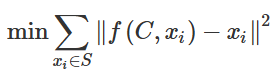 min ∑_{x_i∈S} ‖f(C, x_i) − x_i‖²